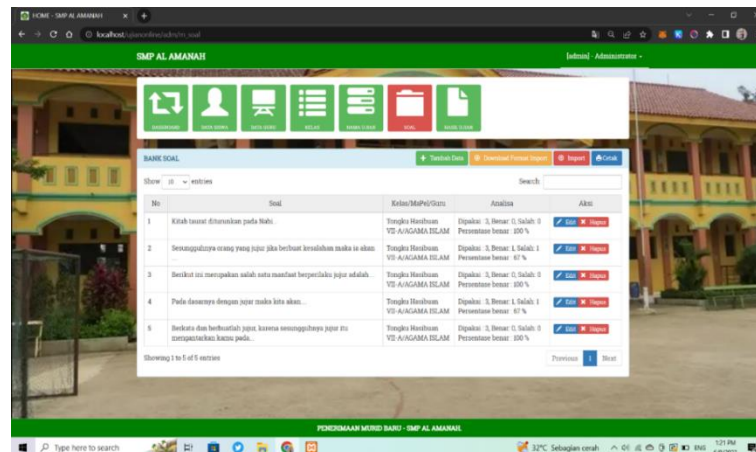 HOME - SMP AL AMANAH
localhost/ujianonline/adm/m_soal
SMP AL AMANAH
[admin] - Administrator
DASHBOARD DATA SISWA DATA GURU KELAS SOAL
BANK SOAL
Tambah Data Download Format Import Import Cetak
Show 10 entries Search:
No Soal Kelas/MaPel/Guru Analisa Aksi
1 Kitab taurat diturunkan pada Nabi... Tongku Hasibuan Dipakai : 3, Benar: 0, Salah: 0 Edit Hapus
VII-A/AGAMA ISLAM Persentase benar : 100 %
2 Sesungguhnya orang yang jujur jika berbuat kesalahan maka ia akan Tongku Hasibuan Dipakai : 3, Benar: 1, Salah: 1 Edit Hapus
... VII-A/AGAMA ISLAM Persentase benar : 67 %
3 Berikut ini merupakan salah satu manfaat berperilaku jujur adalah... Tongku Hasibuan Dipakai : 3, Benar: 0, Salah: 0 Edit Hapus
VII-A/AGAMA ISLAM Persentase benar : 100 %
4 Pada dasarnya dengan jujur maka kita akan.... Tongku Hasibuan Dipakai : 3, Benar: 1, Salah: 1 Edit Hapus
VII-A/AGAMA ISLAM Persentase benar : 67 %
5 Berkata dan berbuatlah jujur, karena sesungguhnya jujur itu Tongku Hasibuan Dipakai : 3, Benar: 0, Salah: 0 Edit Hapus
mengantarkan kamu pada... VII-A/AGAMA ISLAM Persentase benar : 100 %
Showing 1 to 5 of 5 entries Previous 1 Next
PENERIMAAN MURID BARU - SMP AL AMANAH
Type here to search 32°C Sebagian cerah ENG 1:21 PM